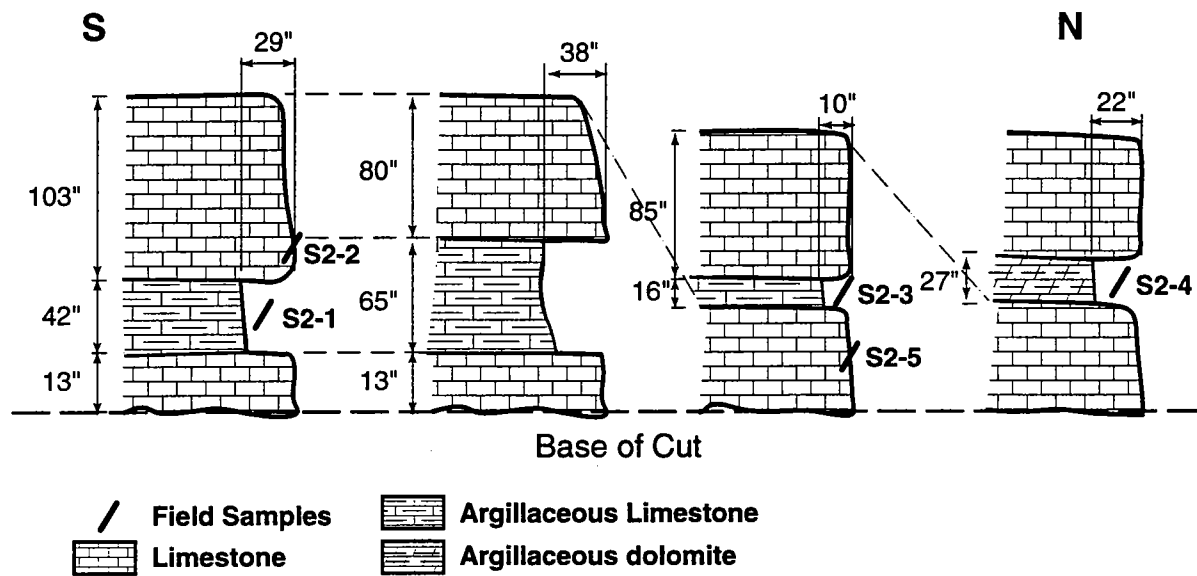 S N
29" 38" 10" 22"
103" 80" 85"
S2-2
42" 65" 16" S2-3 27" S2-4
S2-1
13" 13" S2-5
Base of Cut
Field Samples Argillaceous Limestone
Limestone Argillaceous dolomite